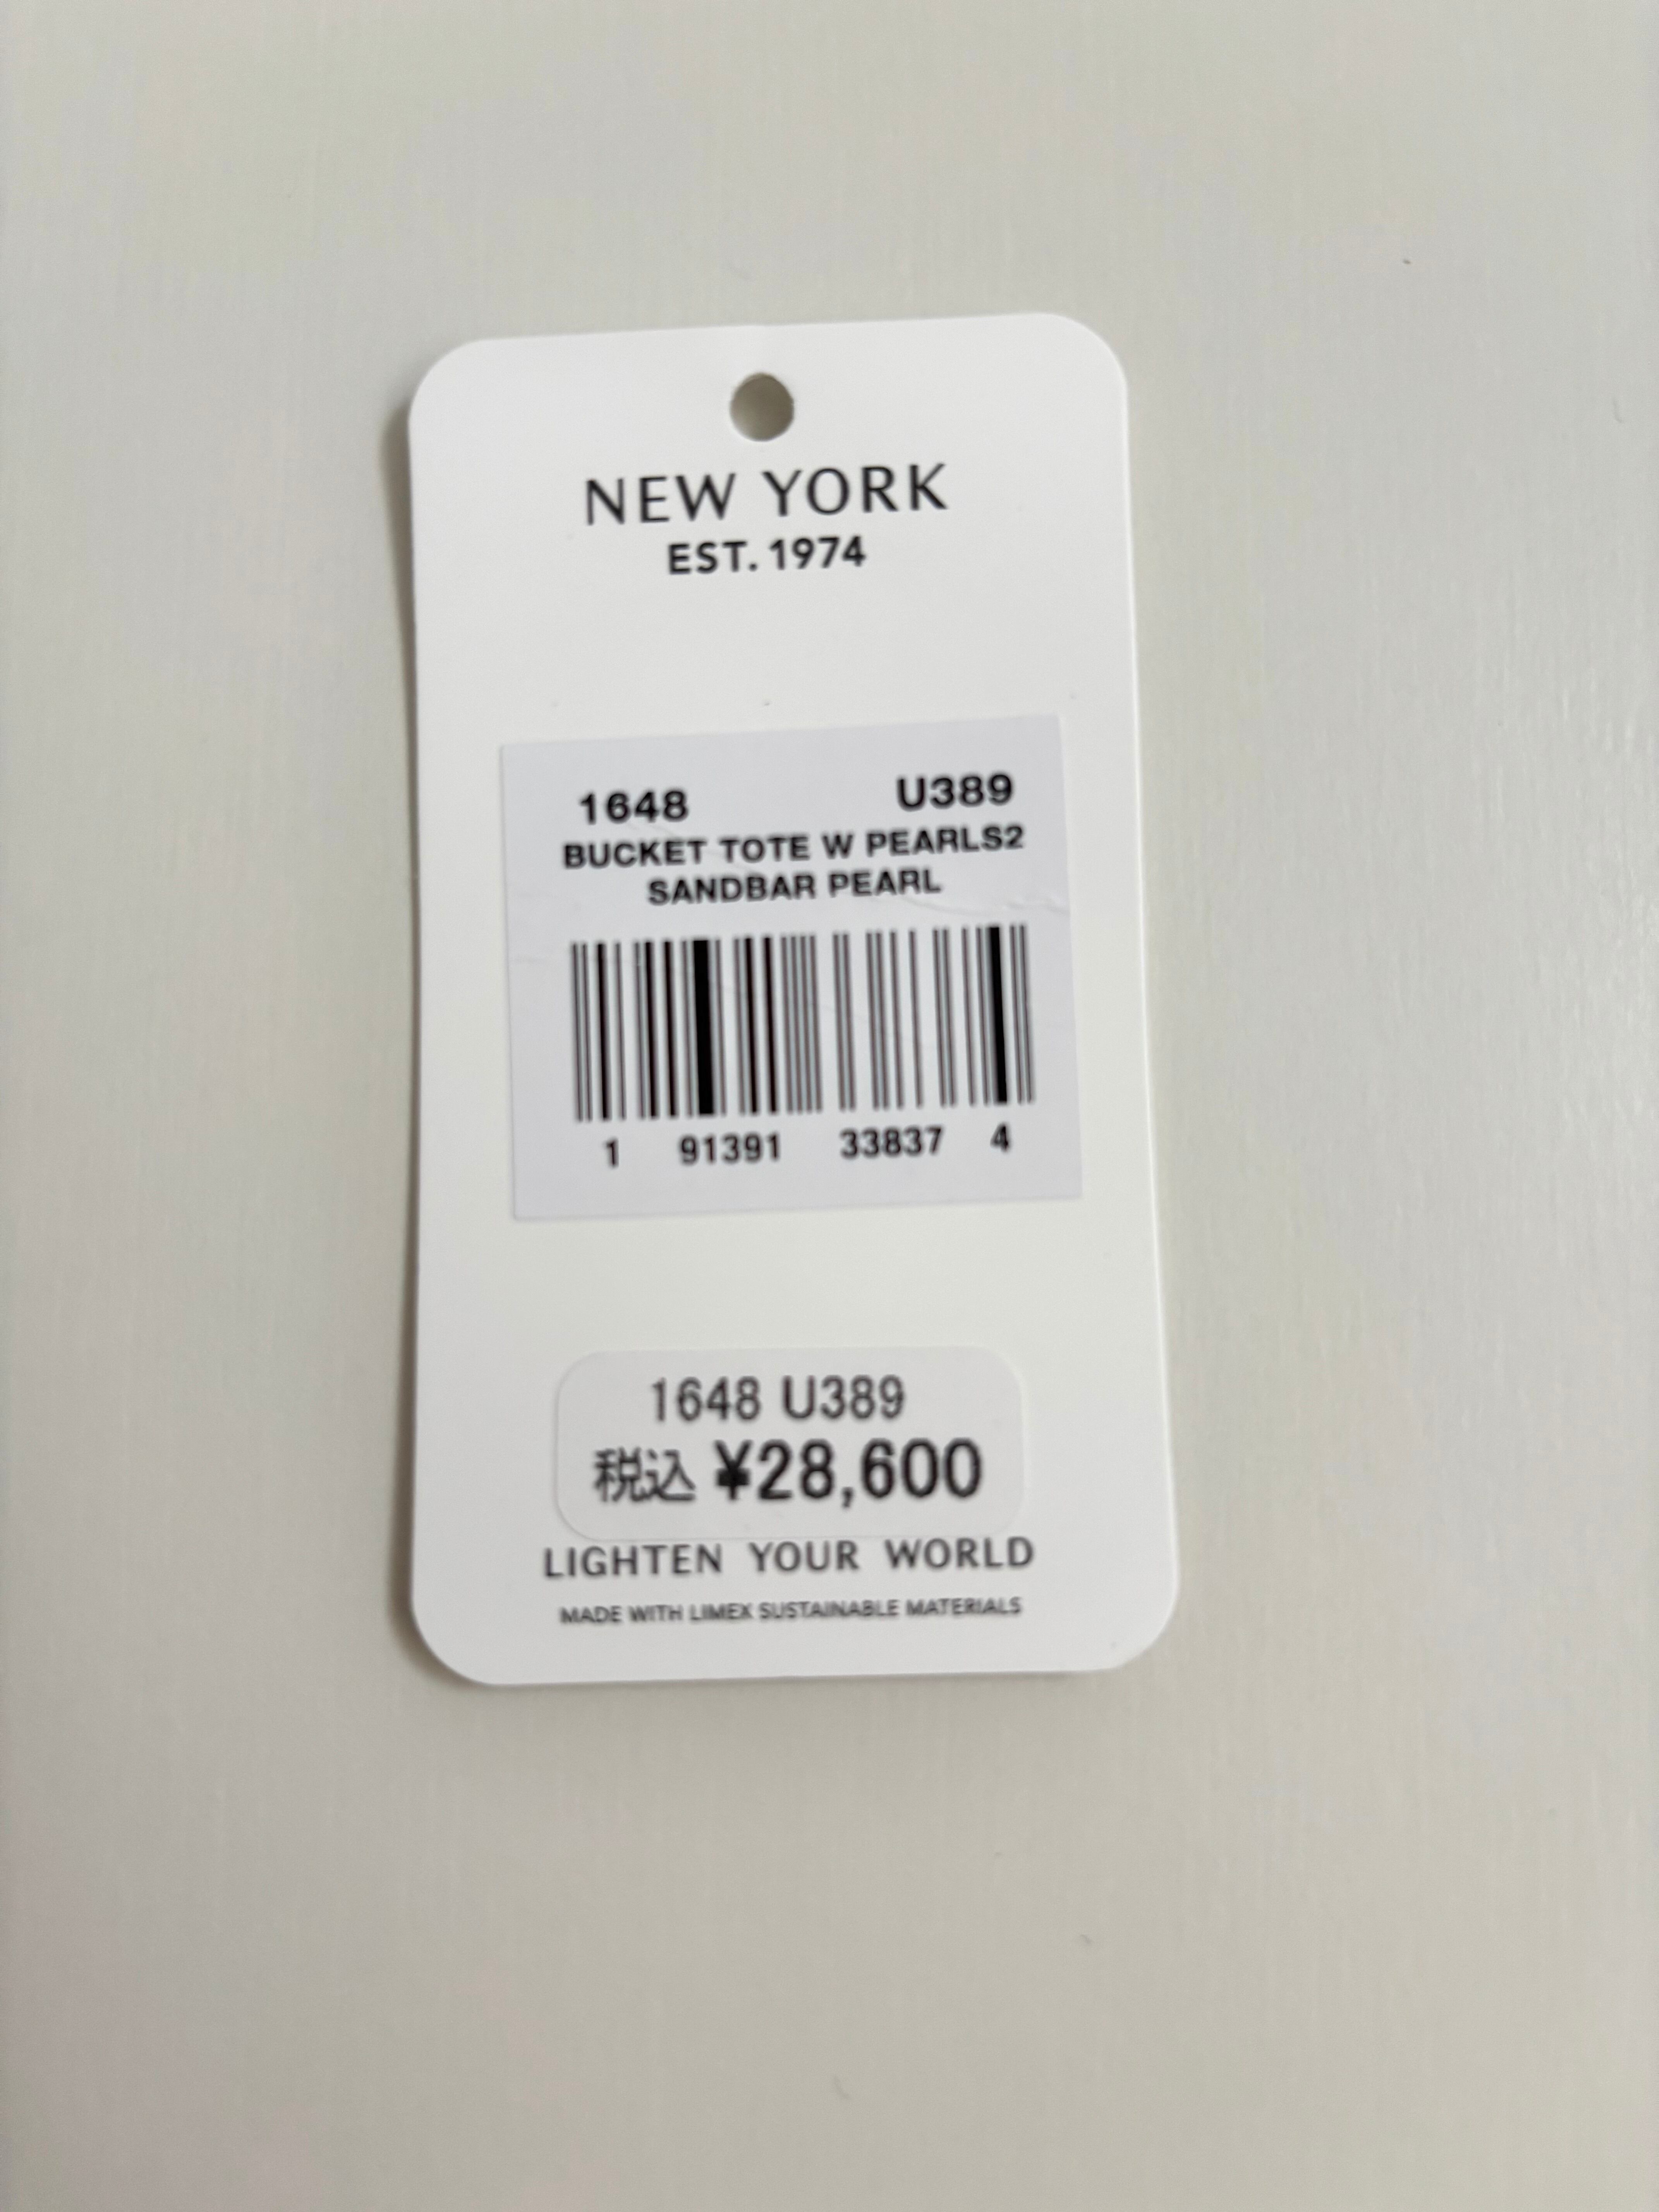 NEW YORK
EST. 1974
1648 U389
BUCKET TOTE W PEARLS2
SANDBAR PEARL
1 91391 33837 4
1648 U389
税込 ¥28,600
LIGHTEN YOUR WORLD
MADE WITH LIMEX SUSTAINABLE MATERIALS